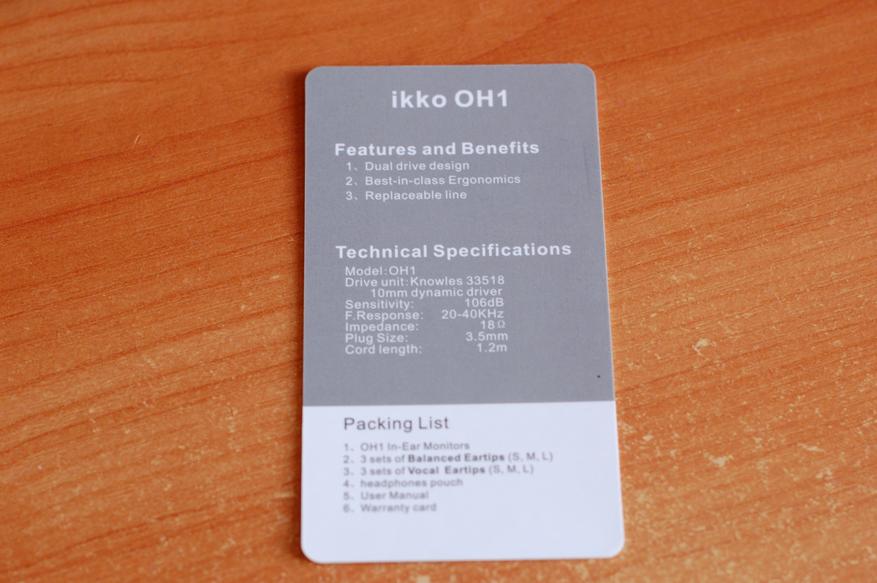 ikko OH1
Features and Benefits
1、Dual drive design
2、Best-in-class Ergonomics
3、Replaceable line
Technical Specifications
Model:OH1
Drive unit:Knowles 33518
10mm dynamic driver
Sensitivity: 106dB
F.Response: 20-40KHz
Impedance: 18Ω
Plug Size: 3.5mm
Cord length: 1.2m
Packing List
1、OH1 In-Ear Monitors
2、3 sets of Balanced Eartips (S, M, L)
3、3 sets of Vocal Eartips (S, M, L)
4、headphones pouch
5、User Manual
6、Warranty card